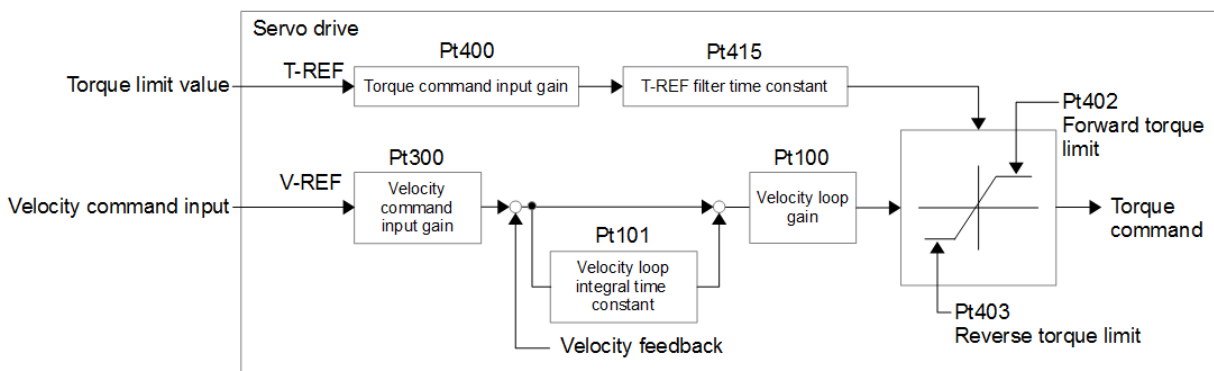 Servo drive
Pt400
Pt415
Torque limit value
T-REF
Torque command input gain
T-REF filter time constant
Pt402
Forward torque
limit
Pt300
Pt100
Velocity command input
V-REF
Velocity
command
input gain
Velocity loop
gain
Torque
command
Pt101
Velocity loop
integral time
constant
Pt403
Reverse torque limit
Velocity feedback